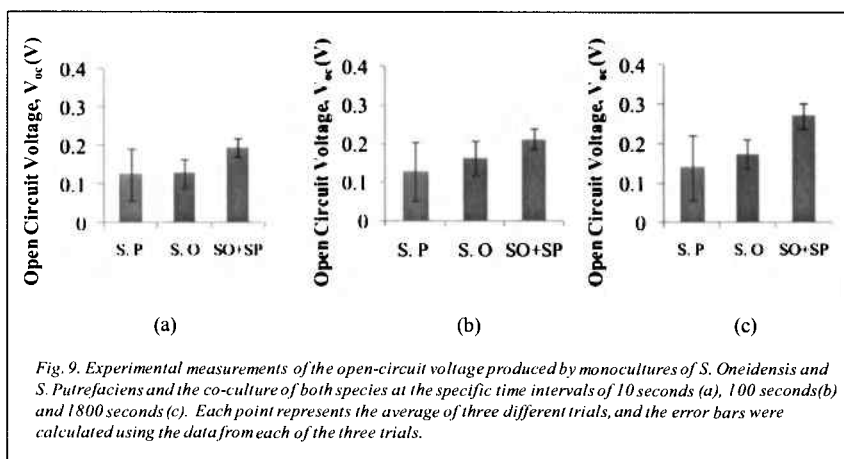 Open Circuit Voltage, Voc(V)
0.4
0.3
0.2
0.1
0
S. P
S. O
SO+SP
(a)
Open Circuit Voltage, Voc(V)
0.4
0.3
0.2
0.1
0
S. P
S. O
SO+SP
(b)
Open Circuit Voltage, Voc(V)
0.4
0.3
0.2
0.1
0
S. P
S. O
SO+SP
(c)
Fig. 9. Experimental measurements of the open-circuit voltage produced by monocultures of S. Oneidensis and
S. Putrefaciens and the co-culture of both species at the specific time intervals of 10 seconds (a), 100 seconds(b)
and 1800 seconds (c). Each point represents the average of three different trials, and the error bars were
calculated using the data from each of the three trials.